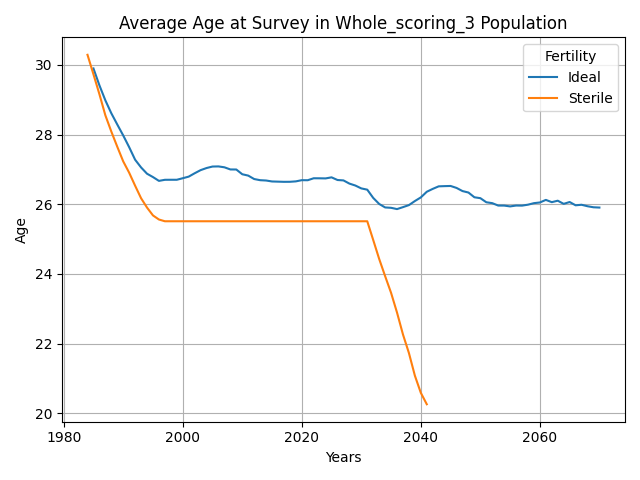 Average Age at Survey in Whole_scoring_3 Population
Fertility
Ideal
Sterile
Age
30
28
26
24
22
20
1980
2000
2020
2040
2060
Years